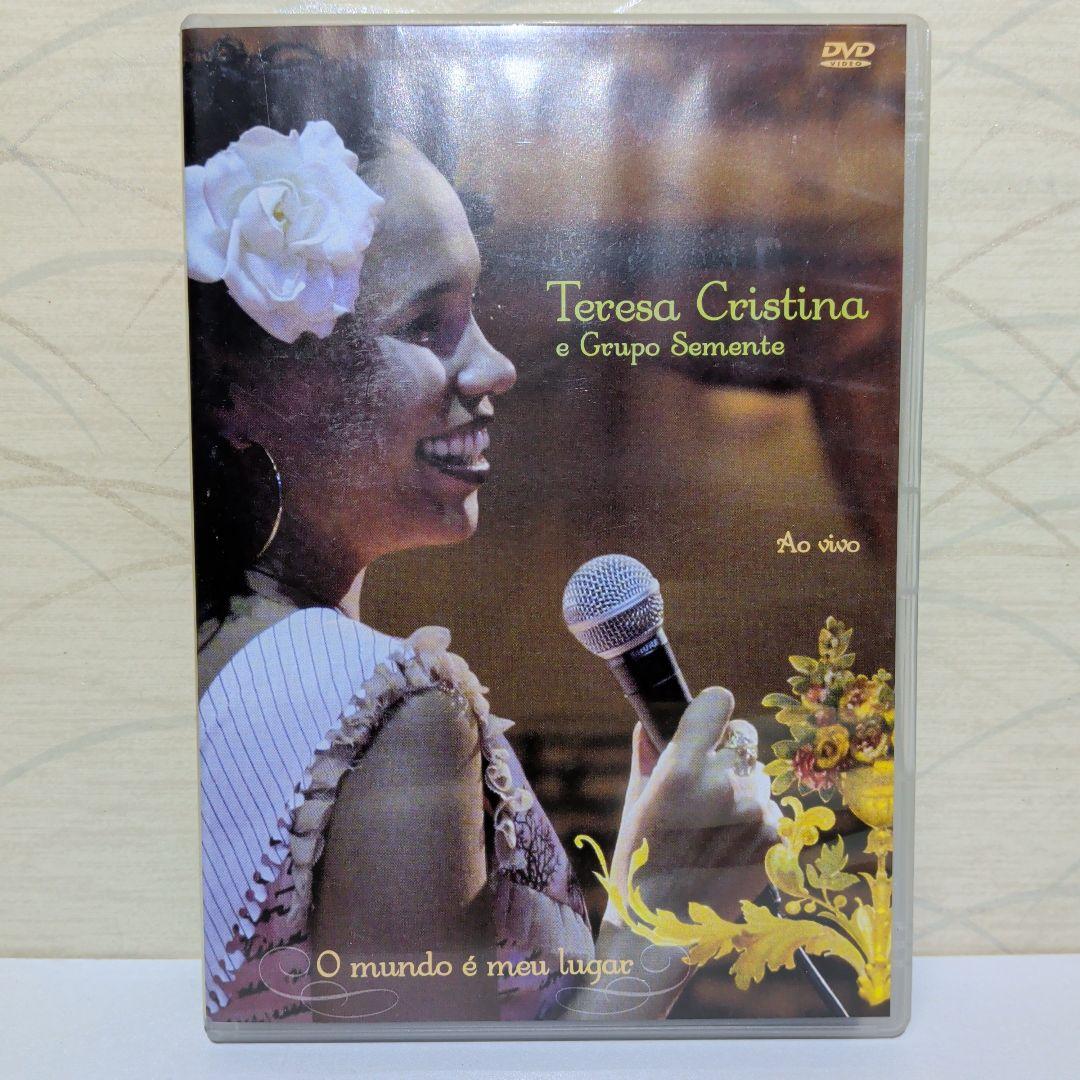 DVD
VIDEO
Teresa Cristina
e Grupo Semente
Ao vivo
O mundo é meu lugar